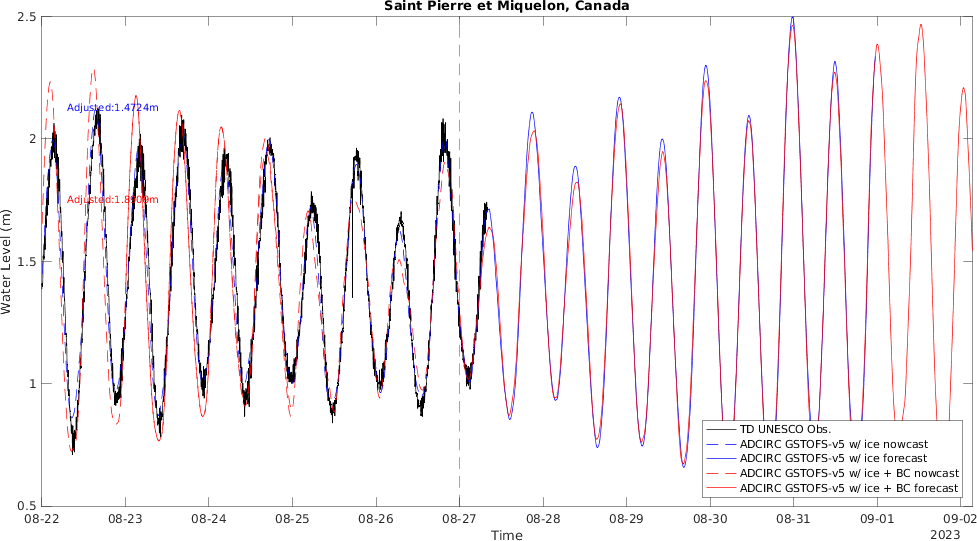 Saint Pierre et Miquelon, Canada
2.5
Adjusted:1.4724m
2
Adjusted:1.8909m
Water Level (m)
1.5
1
TD UNESCO Obs.
ADCIRC GSTOFS-v5 w/ ice nowcast
ADCIRC GSTOFS-v5 w/ ice forecast
ADCIRC GSTOFS-v5 w/ ice + BC nowcast
ADCIRC GSTOFS-v5 w/ ice + BC forecast
0.5
08-22 08-23 08-24 08-25 08-26 08-27 08-28 08-29 08-30 08-31 09-01 09-02
Time
2023